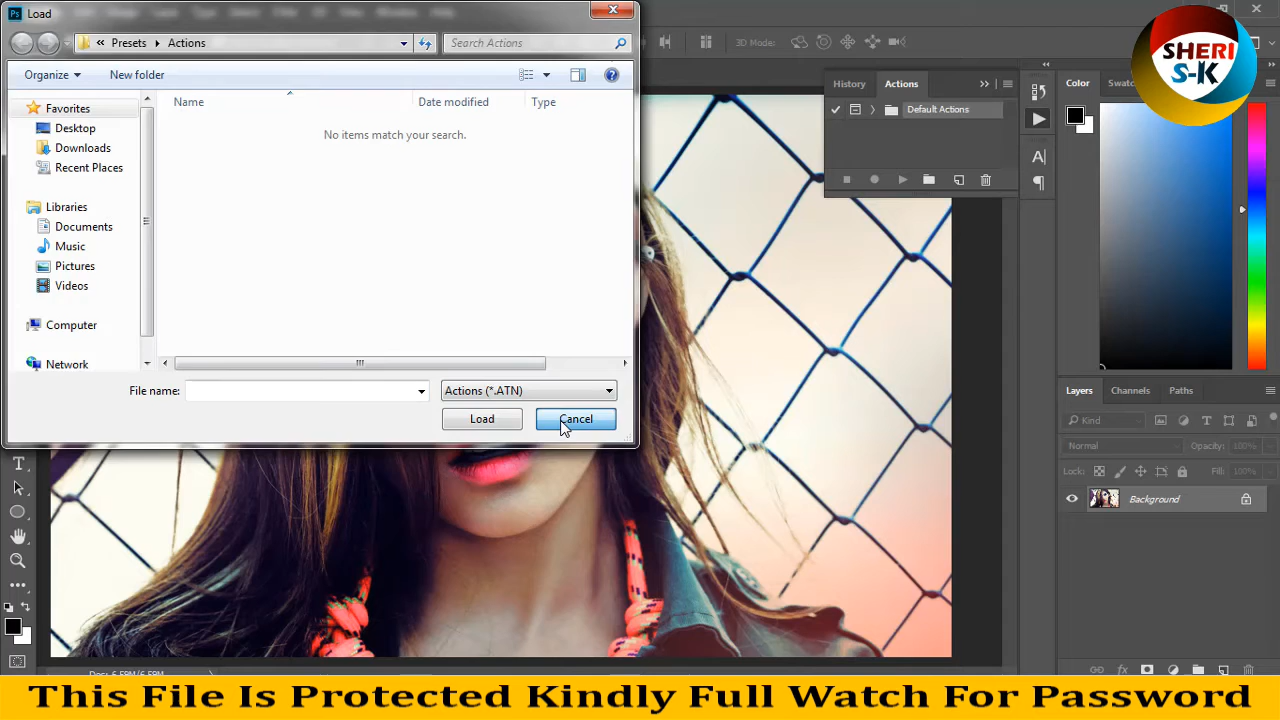 Load
Presets
Actions
Search Actions
SHERI
S-K
3D Mode:
Organize
New folder
History
Actions
Color
Swatc
Favorites
Name
Date modified
Type
Default Actions
Desktop
No items match your search.
Downloads
Recent Places
Libraries
Documents
Music
Pictures
Videos
Computer
Network
File name:
Actions (*.ATN)
Load
Cancel
Layers
Channels
Paths
Kind
Normal
Opacity: 100%
Lock:
Fill: 100%
Background
This File Is Protected Kindly Full Watch For Password